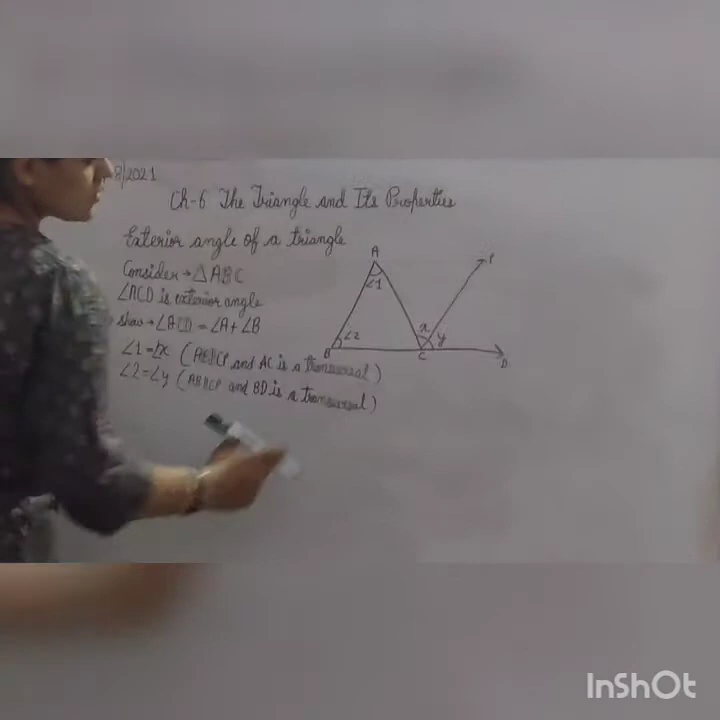 8/2021
Ch-6 The Triangle and Its Properties
Exterior angle of a triangle
Consider → △ABC
∠ACD is exterior angle
Show → ∠ACD = ∠A + ∠B
∠1 = ∠x (AB||CP and AC is a transversal)
∠2 = ∠y (AB||CP and BD is a transversal)
A
∠1
P
∠2
x
y
B
C
D
InShOt